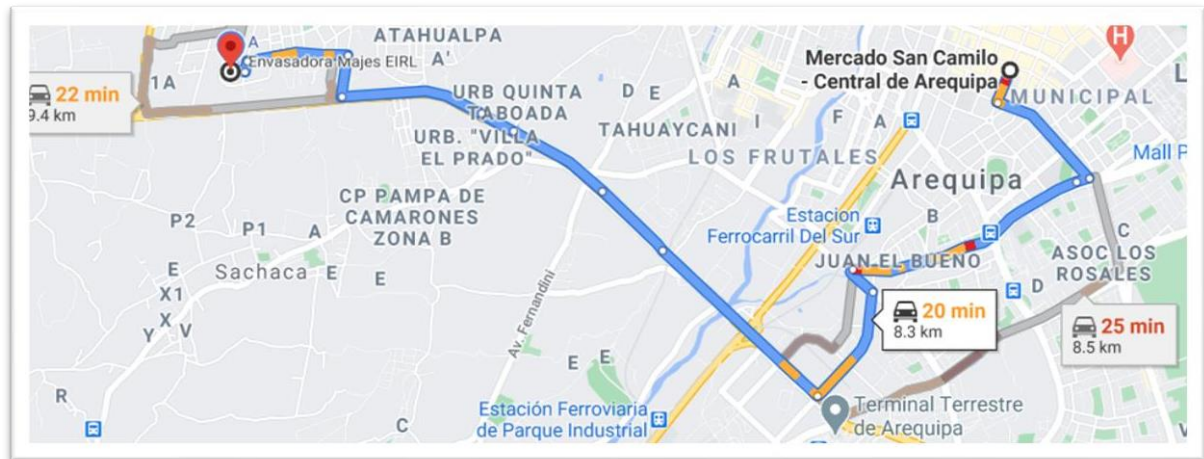 ATAHUALPA
A'
A
Envasadora Majes EIRL
1A
22 min
9.4 km
URB QUINTA
TABOADA
URB. "VILLA
EL PRADO"
D E
A
TAHUAYCANI
I
F
A
LOS FRUTALES
Mercado San Camilo
- Central de Arequipa
H
L
MUNICIPAL
Mall P
Arequipa
CP PAMPA DE
CAMARONES
ZONA B
P2
P1
A
E
Sachaca
E
E
X1
X
Y
V
E
E
R
C
Av. Fernandini
Estacion
Ferrocarril Del Sur
B
JUAN EL BUENO
C
ASOC LOS
ROSALES
D
20 min
8.3 km
25 min
8.5 km
E
E
Estación Ferroviaria
de Parque Industrial
Terminal Terrestre
de Arequipa
V